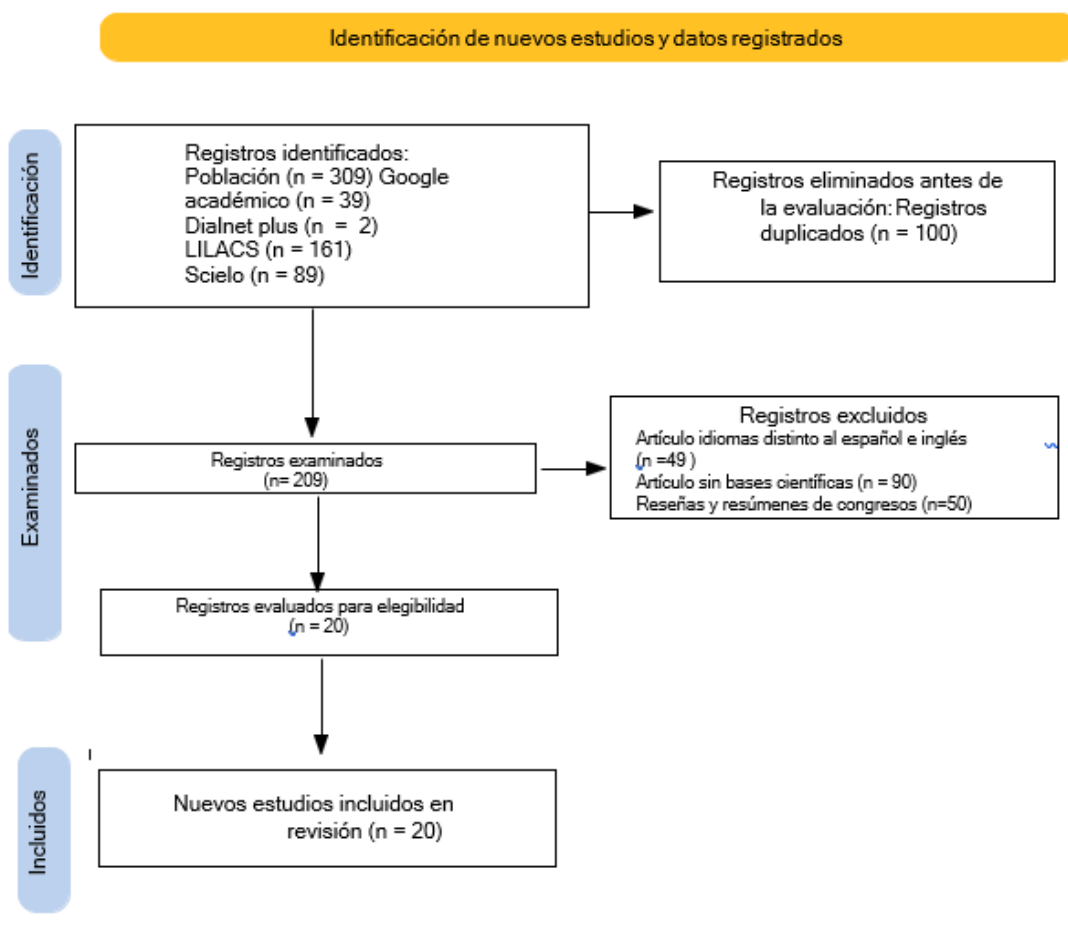 Identificación de nuevos estudios y datos registrados
Identificación
Registros identificados:
Población (n = 309) Google
académico (n = 39)
Dialnet plus (n = 2)
LILACS (n = 161)
Scielo (n = 89)
Registros eliminados antes de
la evaluación: Registros
duplicados (n = 100)
Examinados
Registros examinados
(n= 209)
Registros excluidos
Artículo idiomas distinto al español e inglés
(n =49 )
Artículo sin bases científicas (n = 90)
Reseñas y resúmenes de congresos (n=50)
Registros evaluados para elegibilidad
(n = 20)
Incluidos
Nuevos estudios incluidos en
revisión (n = 20)